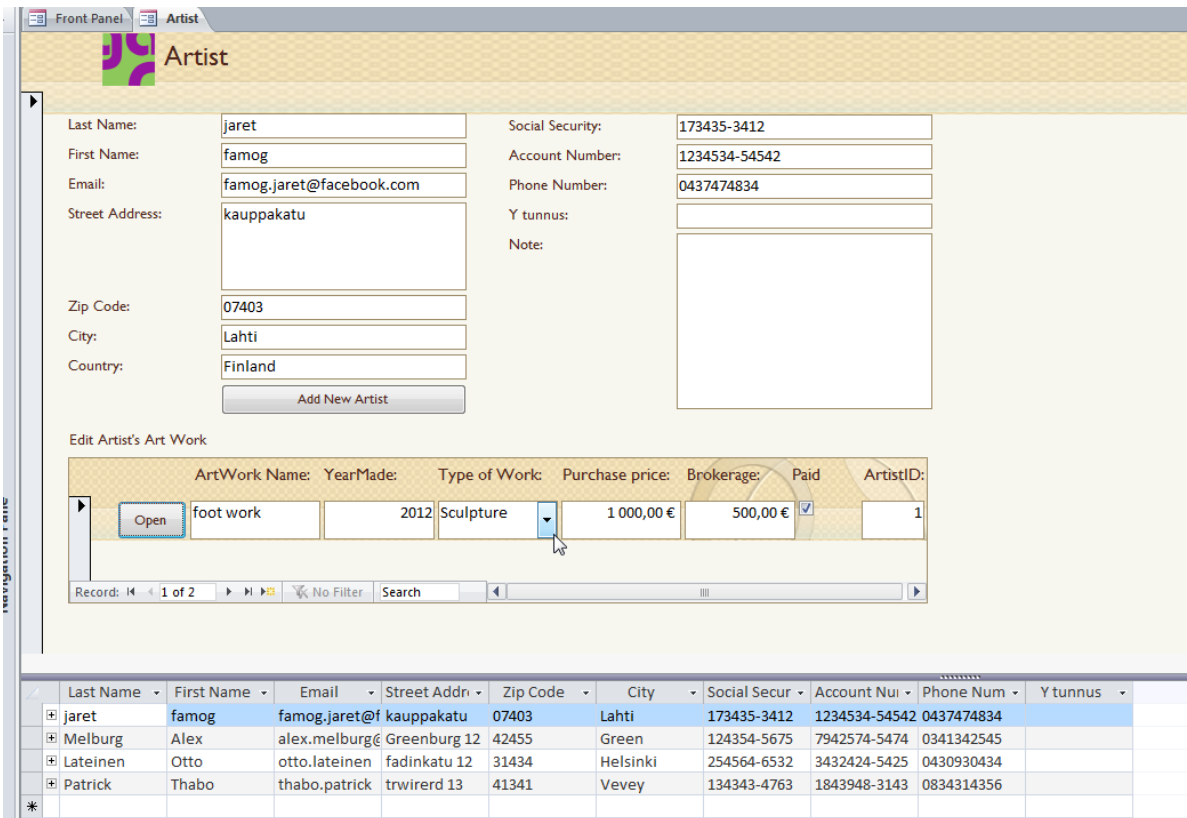 Front Panel Artist
Artist
Last Name: jaret Social Security: 173435-3412
First Name: famog Account Number: 1234534-54542
Email: famog.jaret@facebook.com Phone Number: 0437474834
Street Address: kauppakatu Y tunnus:
Note:
Zip Code: 07403
City: Lahti
Country: Finland
Add New Artist
Edit Artist's Art Work
ArtWork Name: YearMade: Type of Work: Purchase price: Brokerage: Paid ArtistID:
Open foot work 2012 Sculpture 1 000,00 € 500,00 € 1
Record: 1 of 2 No Filter Search
Navigation Pane
Last Name First Name Email Street Addre Zip Code City Social Secur Account Nu Phone Num Y tunnus
jaret famog famog.jaret@f kauppakatu 07403 Lahti 173435-3412 1234534-54542 0437474834
Melburg Alex alex.melburg@ Greenburg 12 42455 Green 124354-5675 7942574-5474 0341342545
Lateinen Otto otto.lateinen fadinkatu 12 31434 Helsinki 254564-6532 3432424-5425 0430930434
Patrick Thabo thabo.patrick trwirerd 13 41341 Vevey 134343-4763 1843948-3143 0834314356